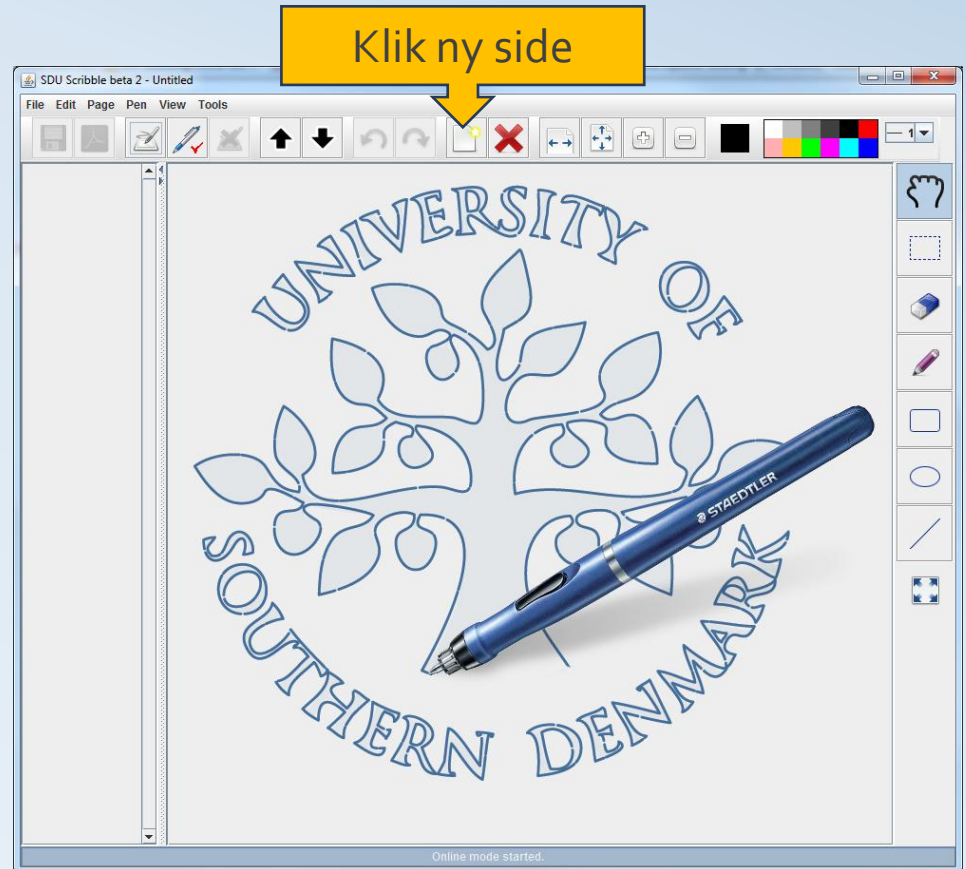 Klik ny side
SDU Scribble beta 2 - Untitled
File Edit Page Pen View Tools
1
UNIVERSITY OF
STAEDTLER
SOUTHERN DENMARK
Online mode started.